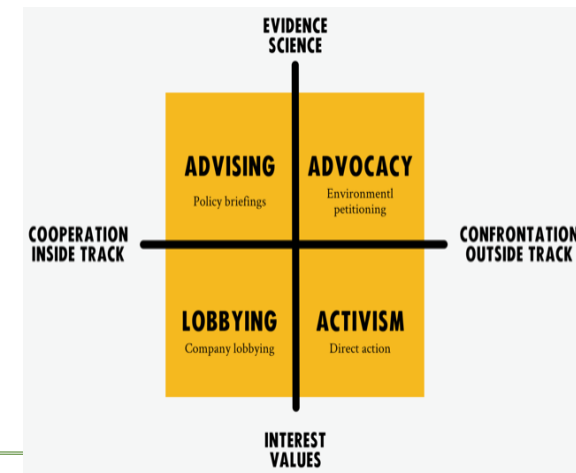 EVIDENCE
SCIENCE
ADVISING
Policy briefings
ADVOCACY
Environmentl
petitioning
COOPERATION
INSIDE TRACK
CONFRONTATION
OUTSIDE TRACK
LOBBYING
Company lobbying
ACTIVISM
Direct action
INTEREST
VALUES